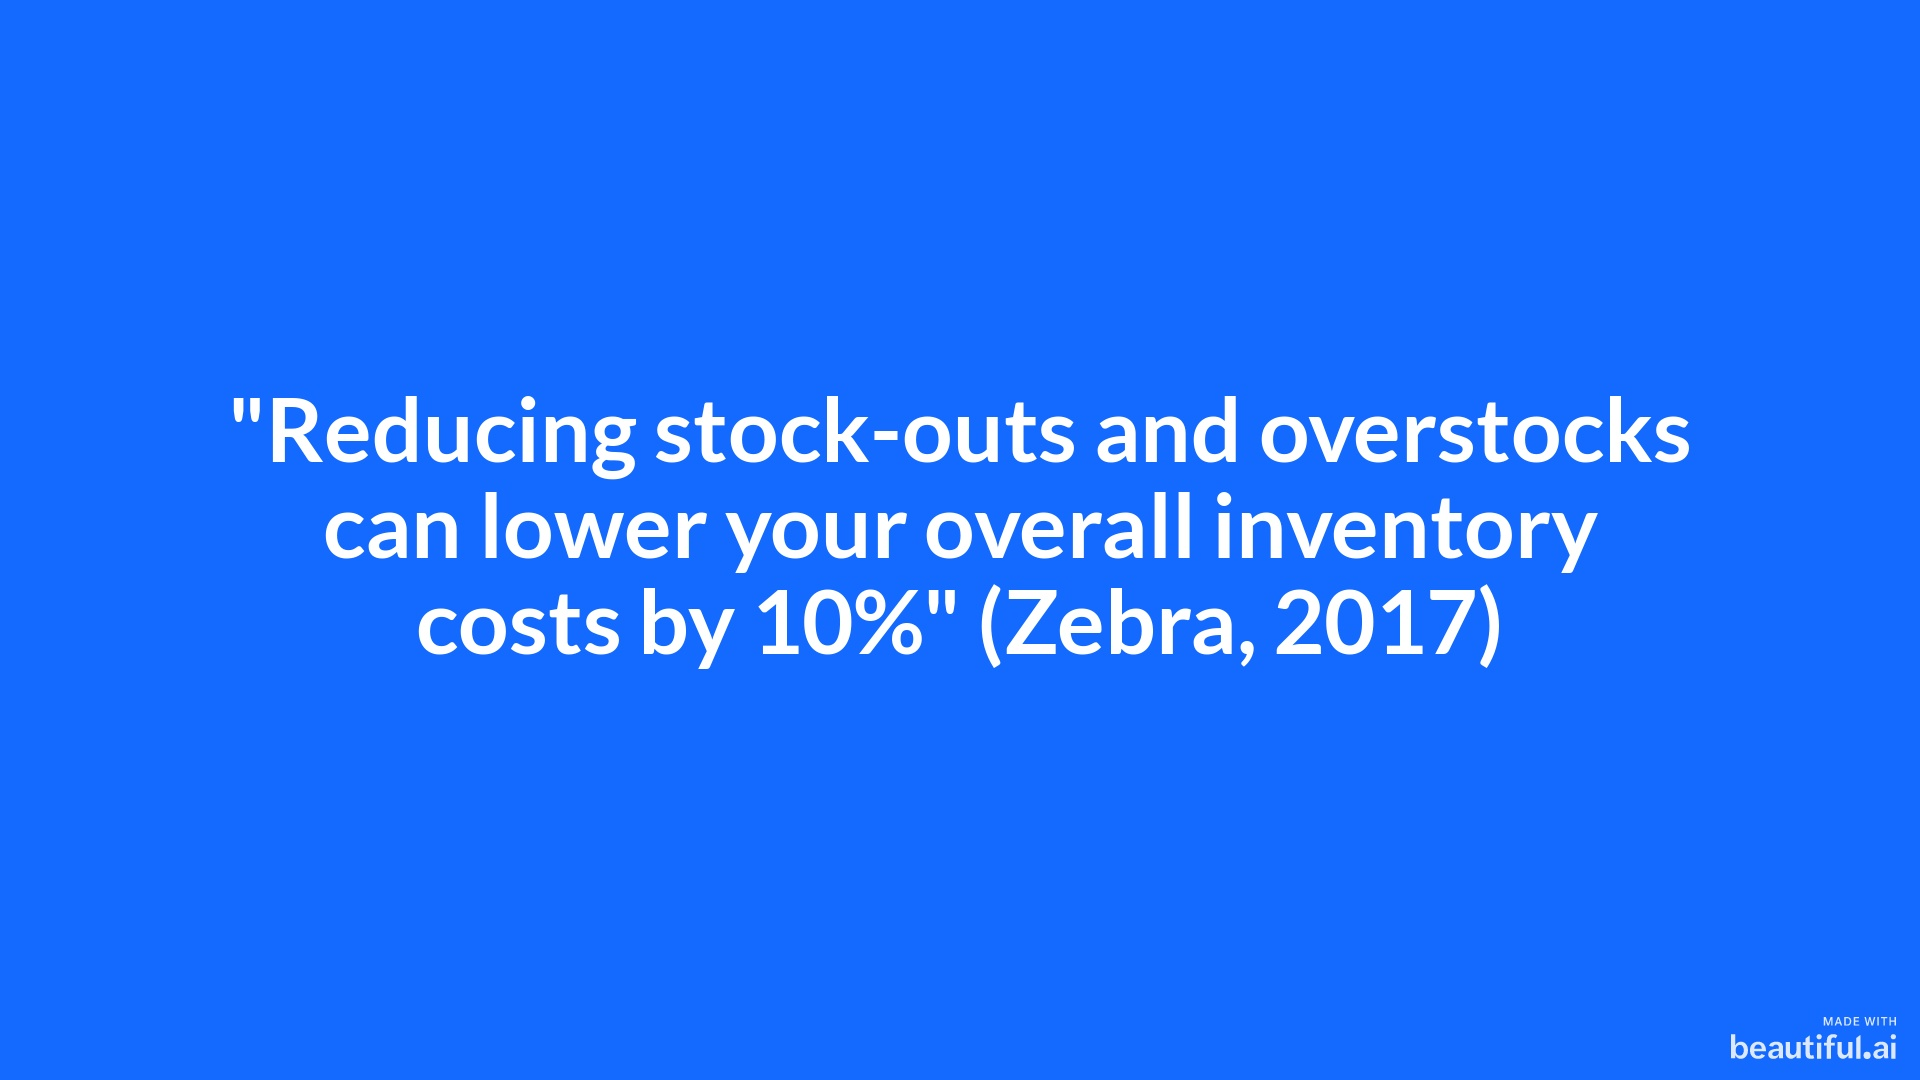 "Reducing stock-outs and overstocks
can lower your overall inventory
costs by 10%" (Zebra, 2017)
MADE WITH
beautiful.ai